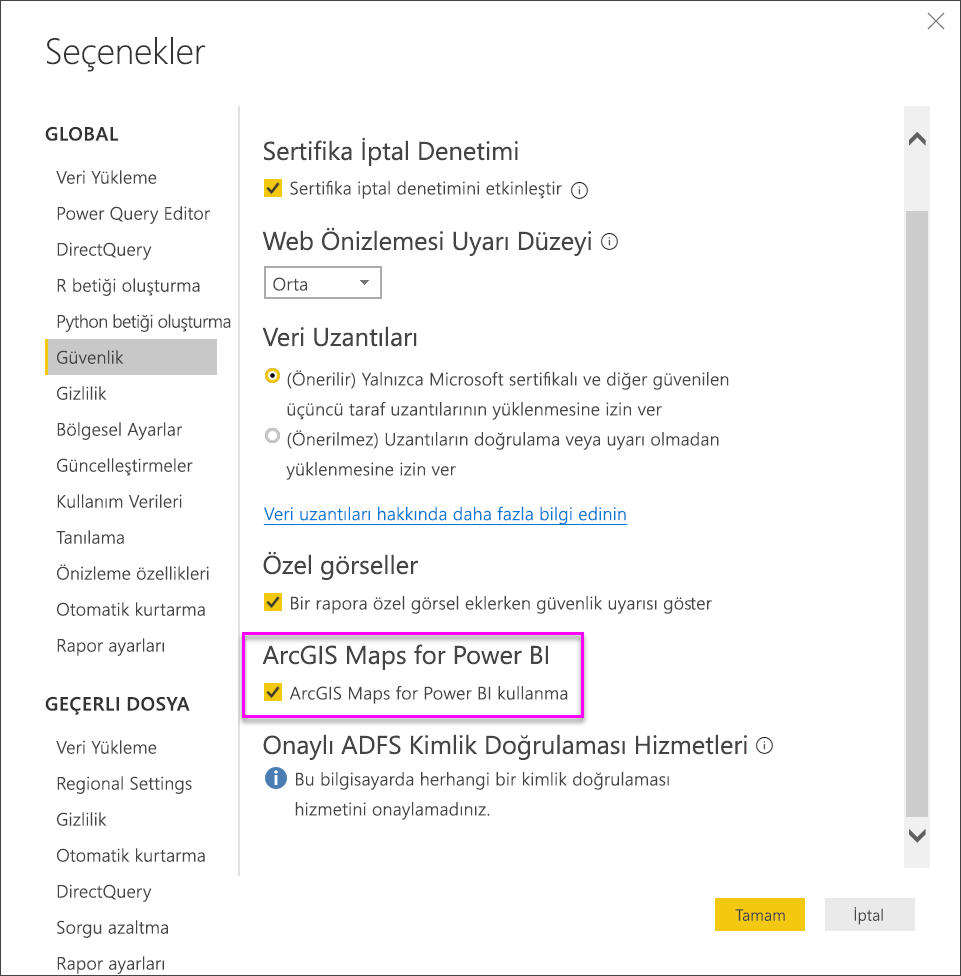 Seçenekler
GLOBAL
Veri Yükleme
Power Query Editor
DirectQuery
R betiği oluşturma
Python betiği oluşturma
Güvenlik
Gizlilik
Bölgesel Ayarlar
Güncelleştirmeler
Kullanım Verileri
Tanılama
Önizleme özellikleri
Otomatik kurtarma
Rapor ayarları
GEÇERLI DOSYA
Veri Yükleme
Regional Settings
Gizlilik
Otomatik kurtarma
DirectQuery
Sorgu azaltma
Rapor ayarları
Sertifika İptal Denetimi
Sertifika iptal denetimini etkinleştir
Web Önizlemesi Uyarı Düzeyi
Orta
Veri Uzantıları
(Önerilir) Yalnızca Microsoft sertifikalı ve diğer güvenilen
üçüncü taraf uzantılarının yüklenmesine izin ver
(Önerilmez) Uzantıların doğrulama veya uyarı olmadan
yüklenmesine izin ver
Veri uzantıları hakkında daha fazla bilgi edinin
Özel görseller
Bir rapora özel görsel eklerken güvenlik uyarısı göster
ArcGIS Maps for Power BI
ArcGIS Maps for Power BI kullanma
Onaylı ADFS Kimlik Doğrulaması Hizmetleri
Bu bilgisayarda herhangi bir kimlik doğrulaması
hizmetini onaylamadınız.
Tamam
İptal